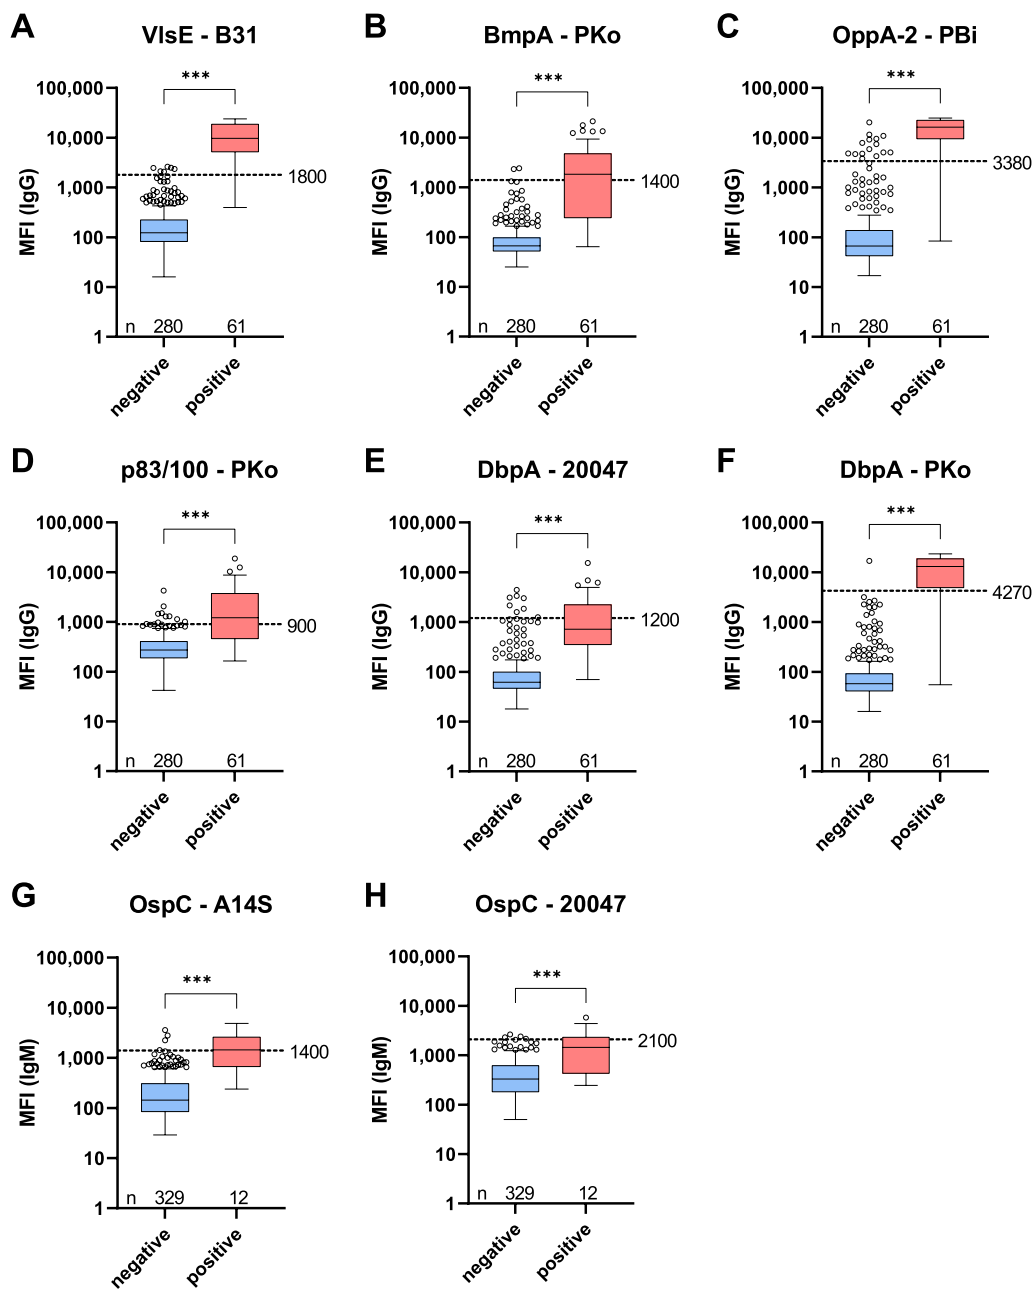 A
VlsE - B31
***
MFI (IgG)
100,000
10,000
1,000
100
10
1
1800
n 280 61
negative positive
B
BmpA - PKo
***
MFI (IgG)
100,000
10,000
1,000
100
10
1
1400
n 280 61
negative positive
C
OppA-2 - PBi
***
MFI (IgG)
100,000
10,000
1,000
100
10
1
3380
n 280 61
negative positive
D
p83/100 - PKo
***
MFI (IgG)
100,000
10,000
1,000
100
10
1
900
n 280 61
negative positive
E
DbpA - 20047
***
MFI (IgG)
100,000
10,000
1,000
100
10
1
1200
n 280 61
negative positive
F
DbpA - PKo
***
MFI (IgG)
100,000
10,000
1,000
100
10
1
4270
n 280 61
negative positive
G
OspC - A14S
***
MFI (IgM)
100,000
10,000
1,000
100
10
1
1400
n 329 12
negative positive
H
OspC - 20047
***
MFI (IgM)
100,000
10,000
1,000
100
10
1
2100
n 329 12
negative positive